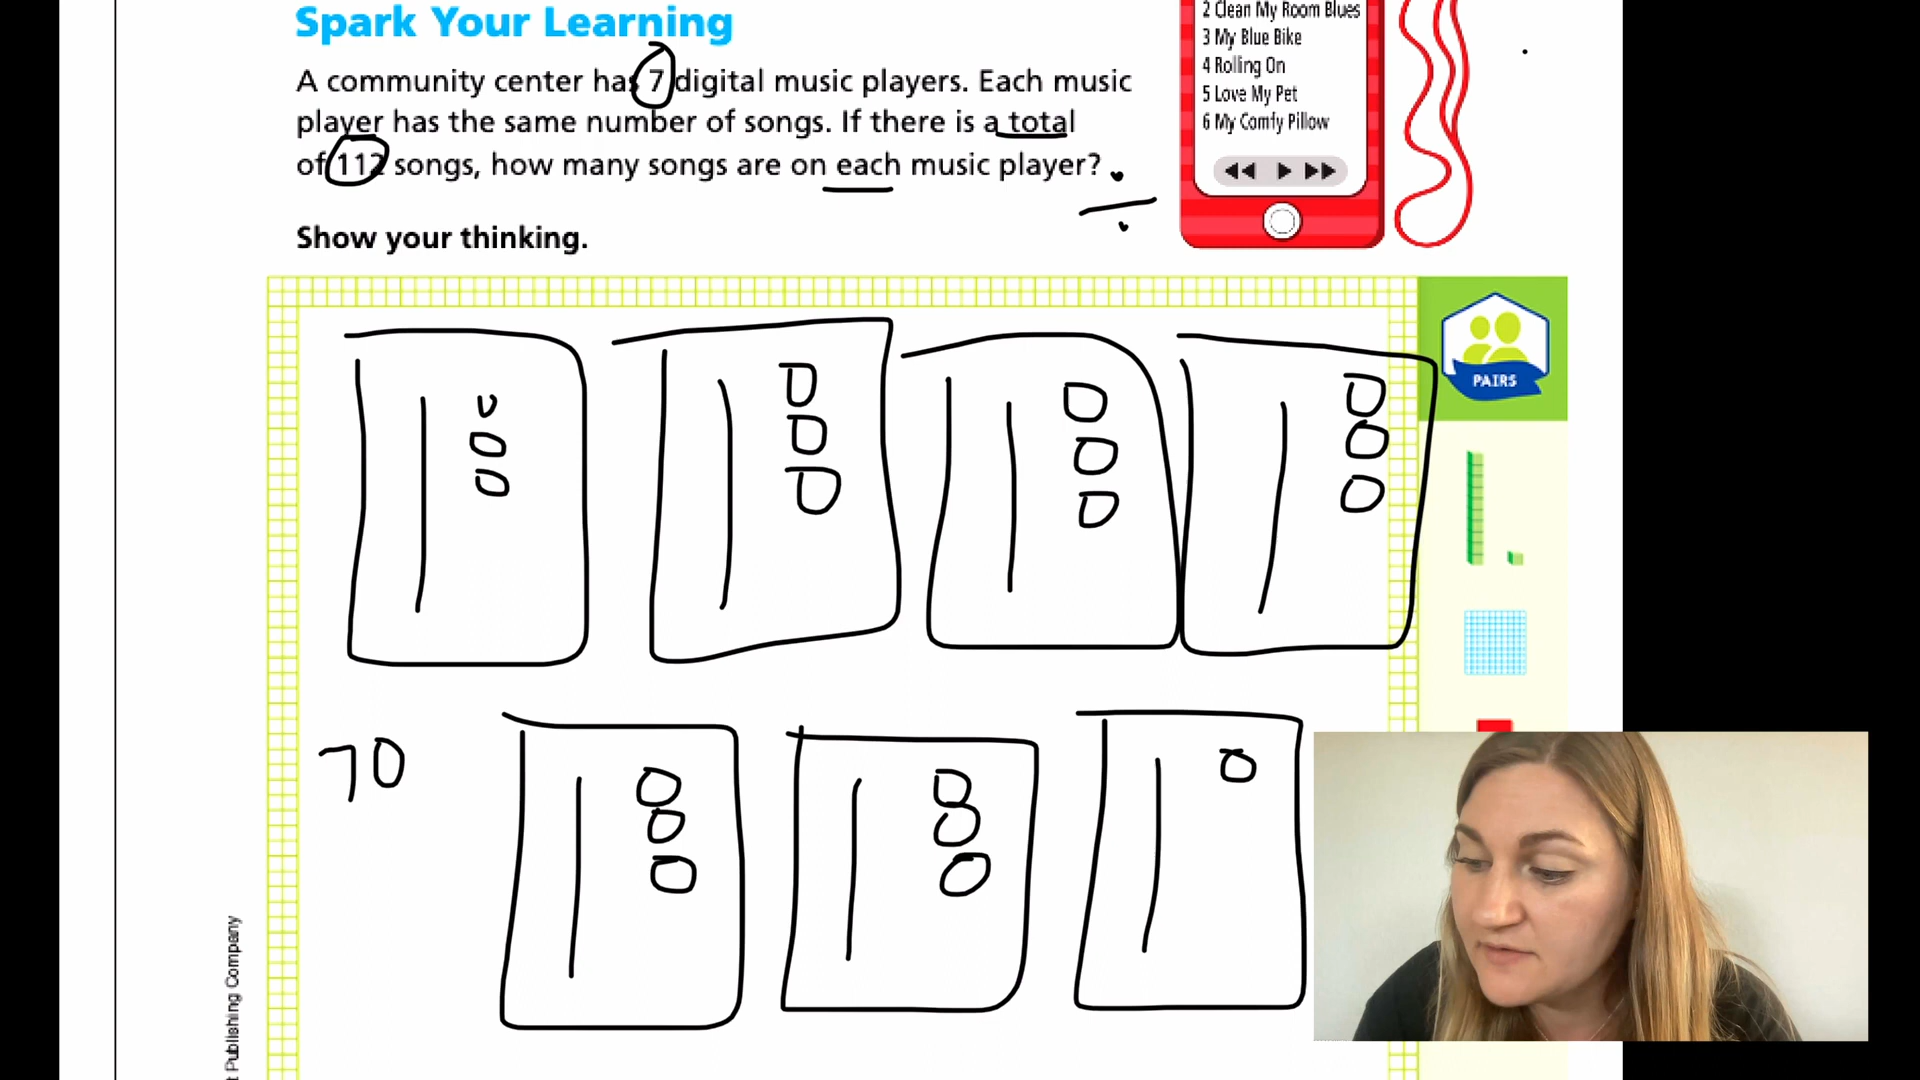 Spark Your Learning
A community center has 7 digital music players. Each music
player has the same number of songs. If there is a total
of 112 songs, how many songs are on each music player?
÷
Show your thinking.
2 Clean My Room Blues
3 My Blue Bike
4 Rolling On
5 Love My Pet
6 My Comfy Pillow
PAIRS
70
t Publishing Company